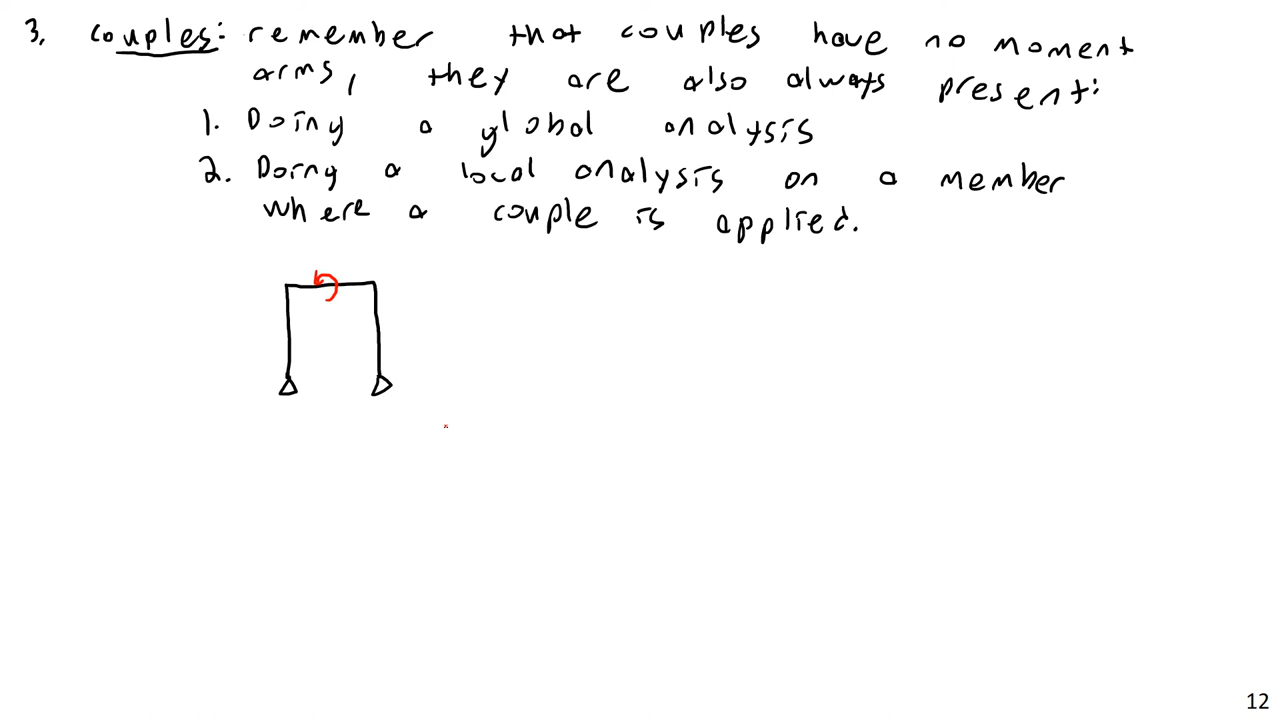 3. couples: remember that couples have no moment
arms, they are also always present:
1. Doing a global analysis
2. Doing a local analysis on a member
where a couple is applied.
12